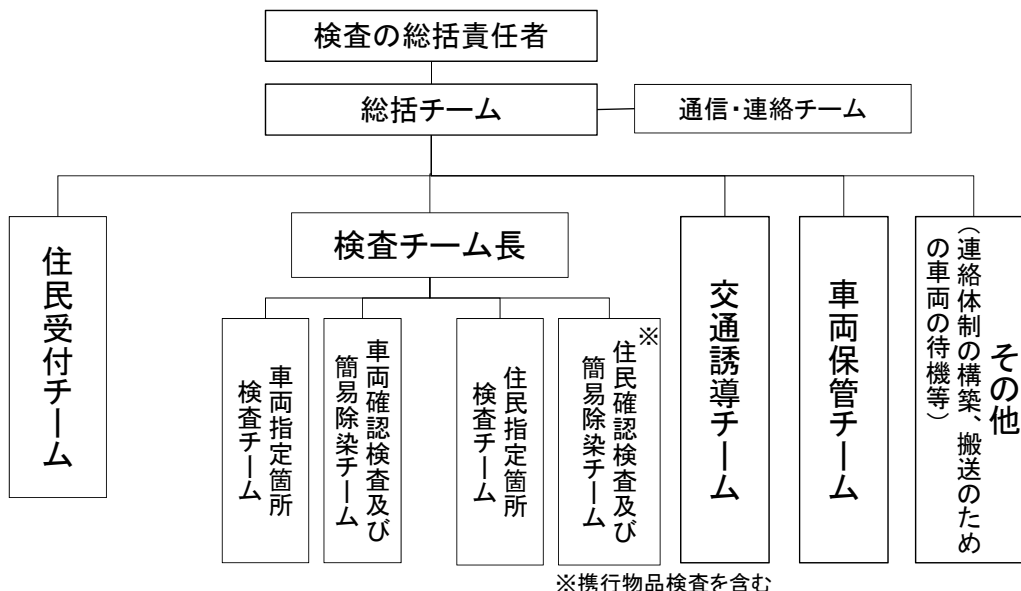 検査の総括責任者
総括チーム
通信・連絡チーム
住民受付チーム
検査チーム長
車両指定箇所
検査チーム
車両確認検査及び
簡易除染チーム
住民指定箇所
検査チーム
※
住民確認検査及び
簡易除染チーム
交通誘導チーム
車両保管チーム
その他
(連絡体制の構築、搬送のため
の車両の待機等)
※携行物品検査を含む